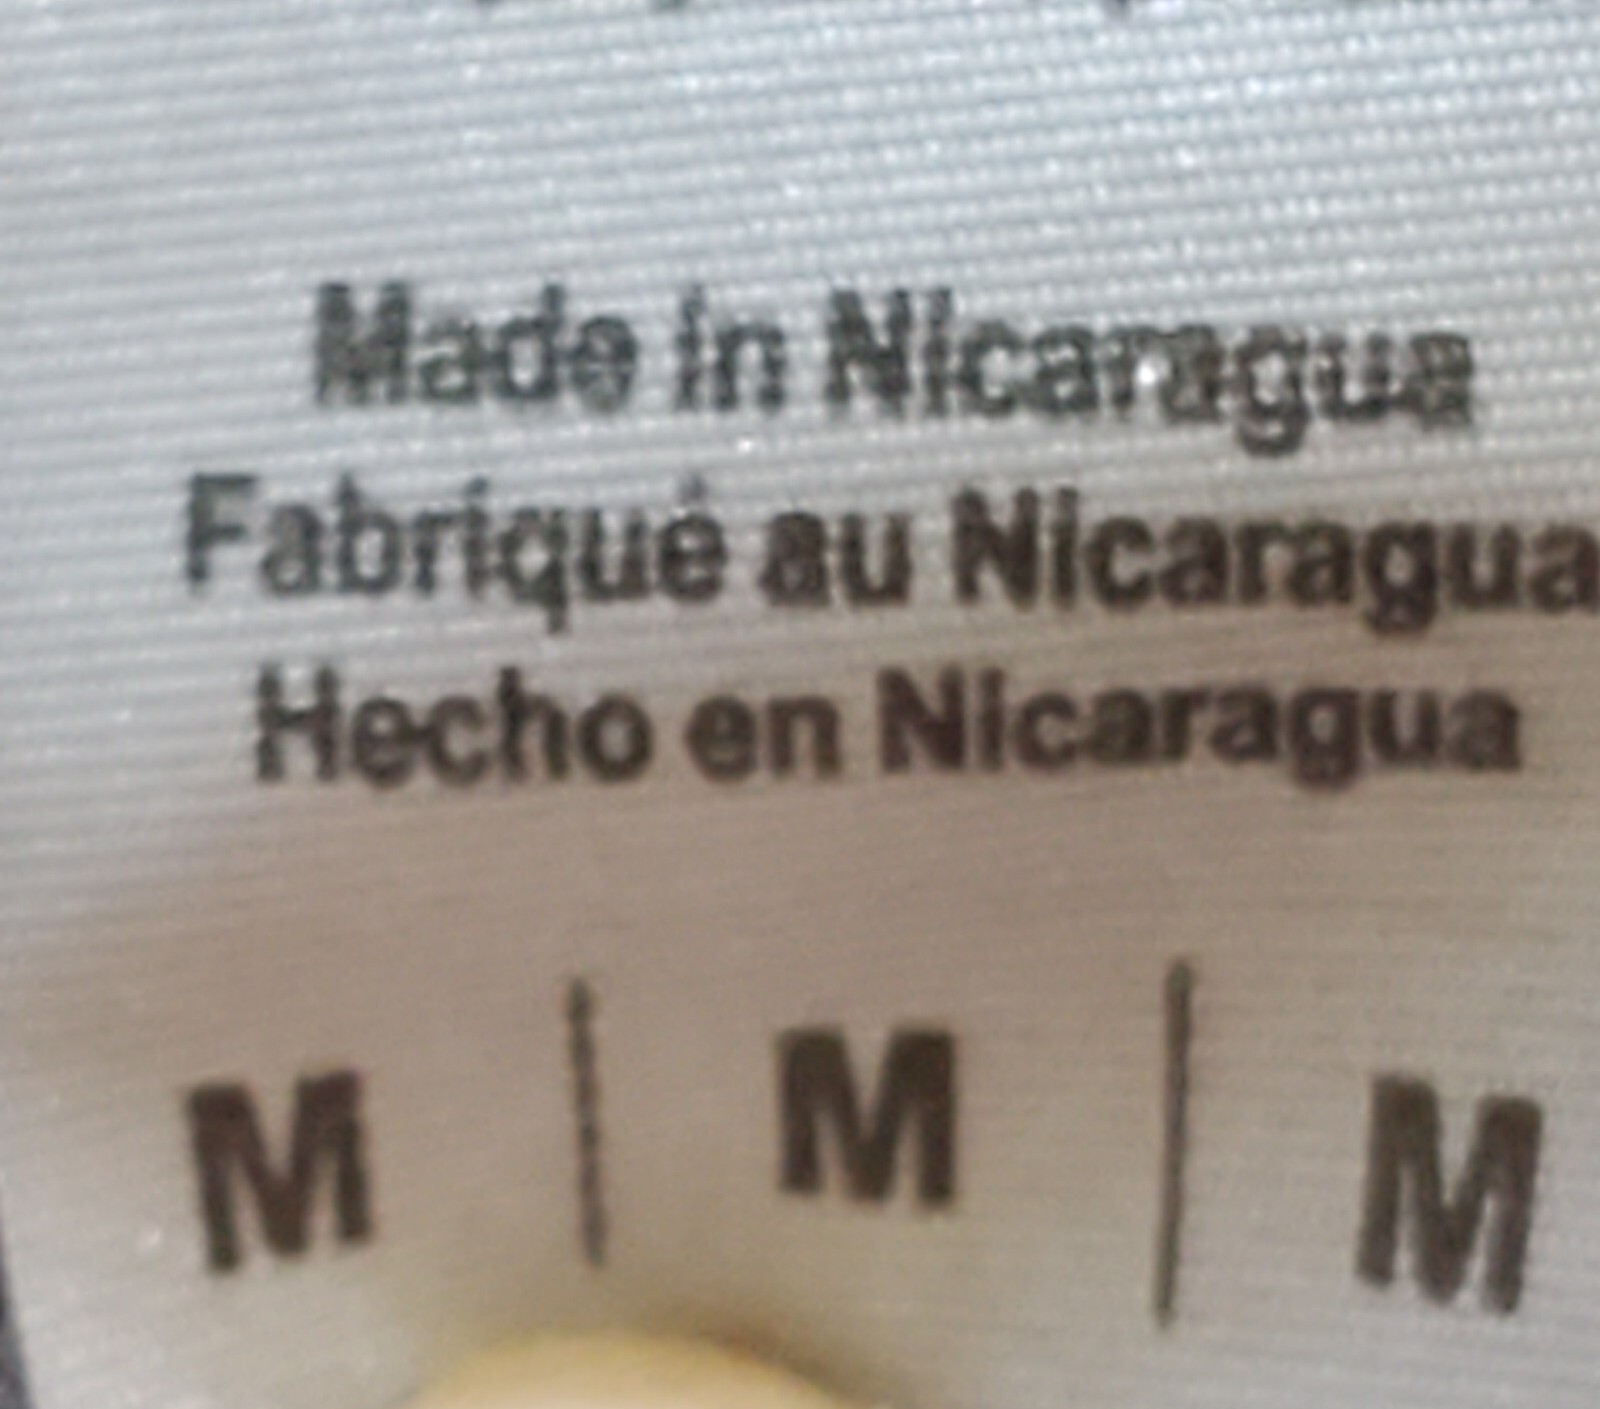 Made in Nicaragua
Fabriqué au Nicaragua
Hecho en Nicaragua
M | M | M